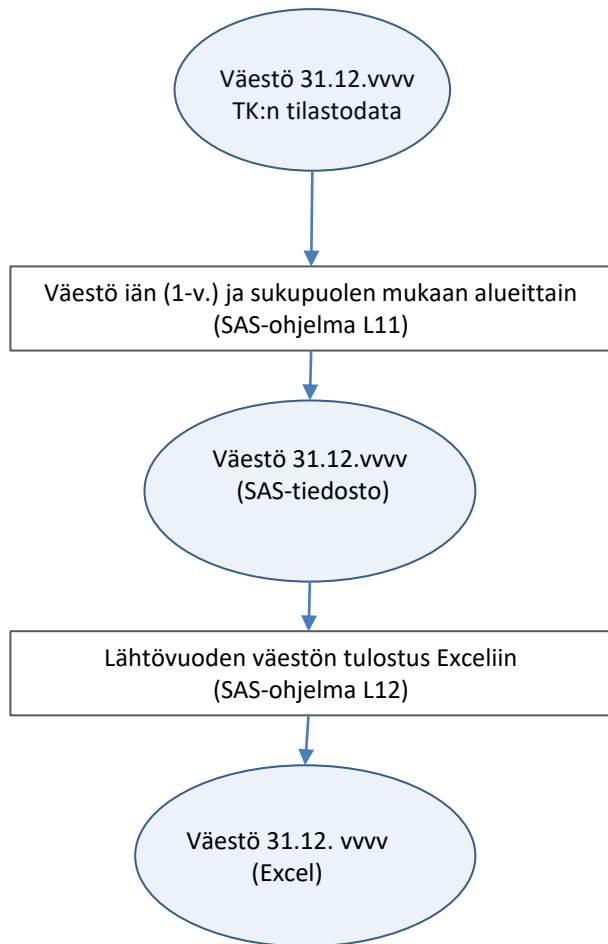 Väestö 31.12.vvvv
TK:n tilastodata
Väestö iän (1-v.) ja sukupuolen mukaan alueittain
(SAS-ohjelma L11)
Väestö 31.12.vvvv
(SAS-tiedosto)
Lähtövuoden väestön tulostus Exceliin
(SAS-ohjelma L12)
Väestö 31.12. vvvv
(Excel)